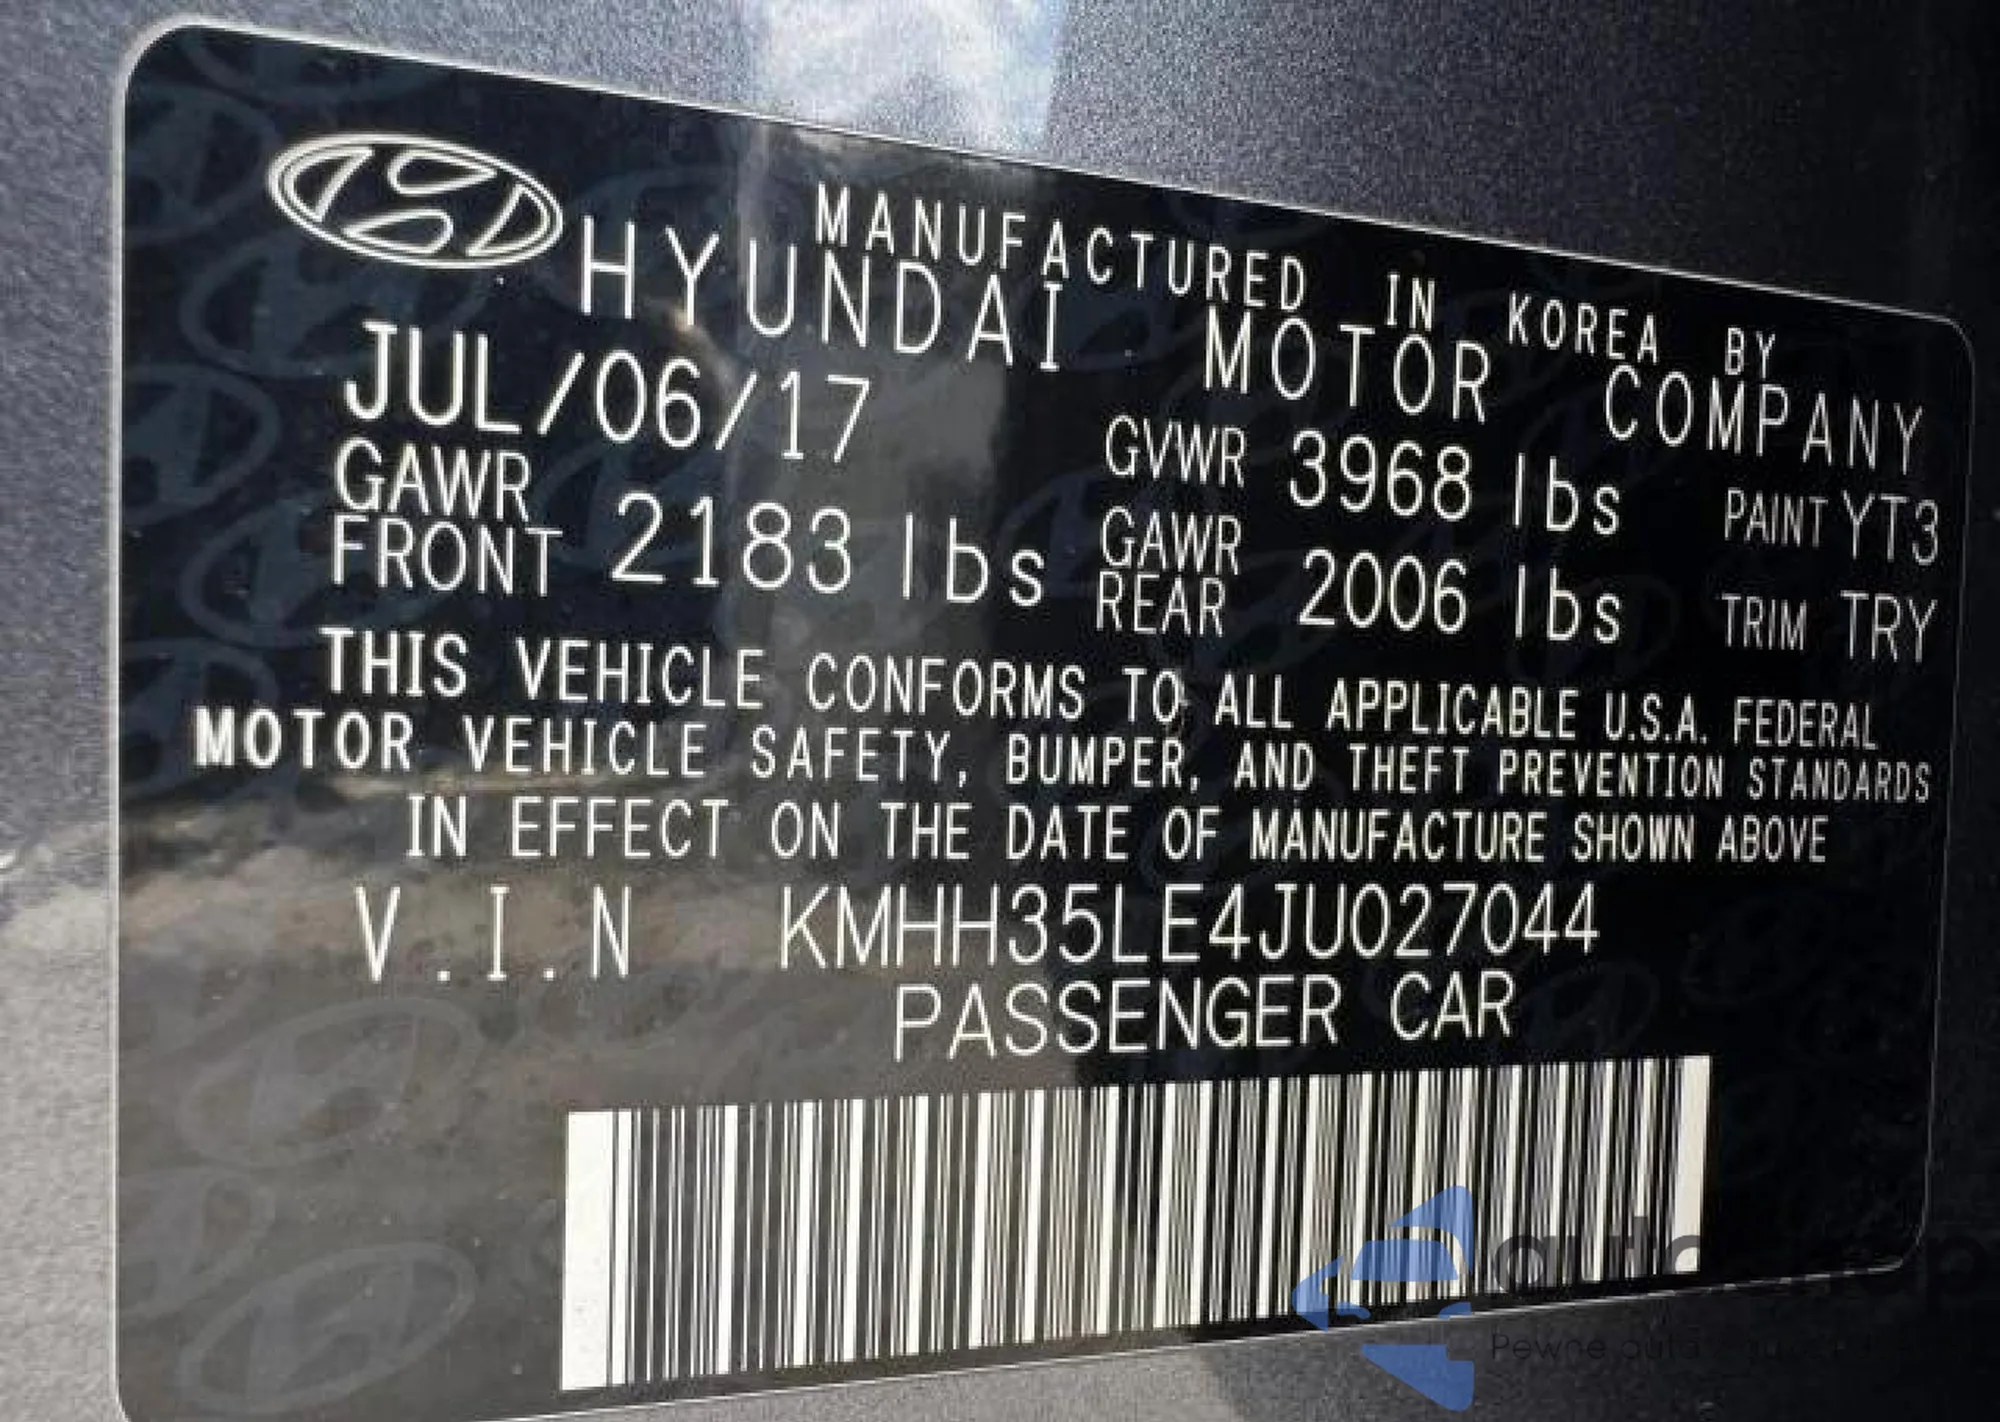 MANUFACTURED IN KOREA BY
HYUNDAI MOTOR COMPANY
JUL/06/17 GVWR 3968 lbs PAINT YT3
GAWR FRONT 2183 lbs GAWR REAR 2006 lbs TRIM TRY
THIS VEHICLE CONFORMS TO ALL APPLICABLE U.S.A. FEDERAL
MOTOR VEHICLE SAFETY, BUMPER, AND THEFT PREVENTION STANDARDS
IN EFFECT ON THE DATE OF MANUFACTURE SHOWN ABOVE
V.I.N KMHH35LE4JU027044
PASSENGER CAR
Pewne auta